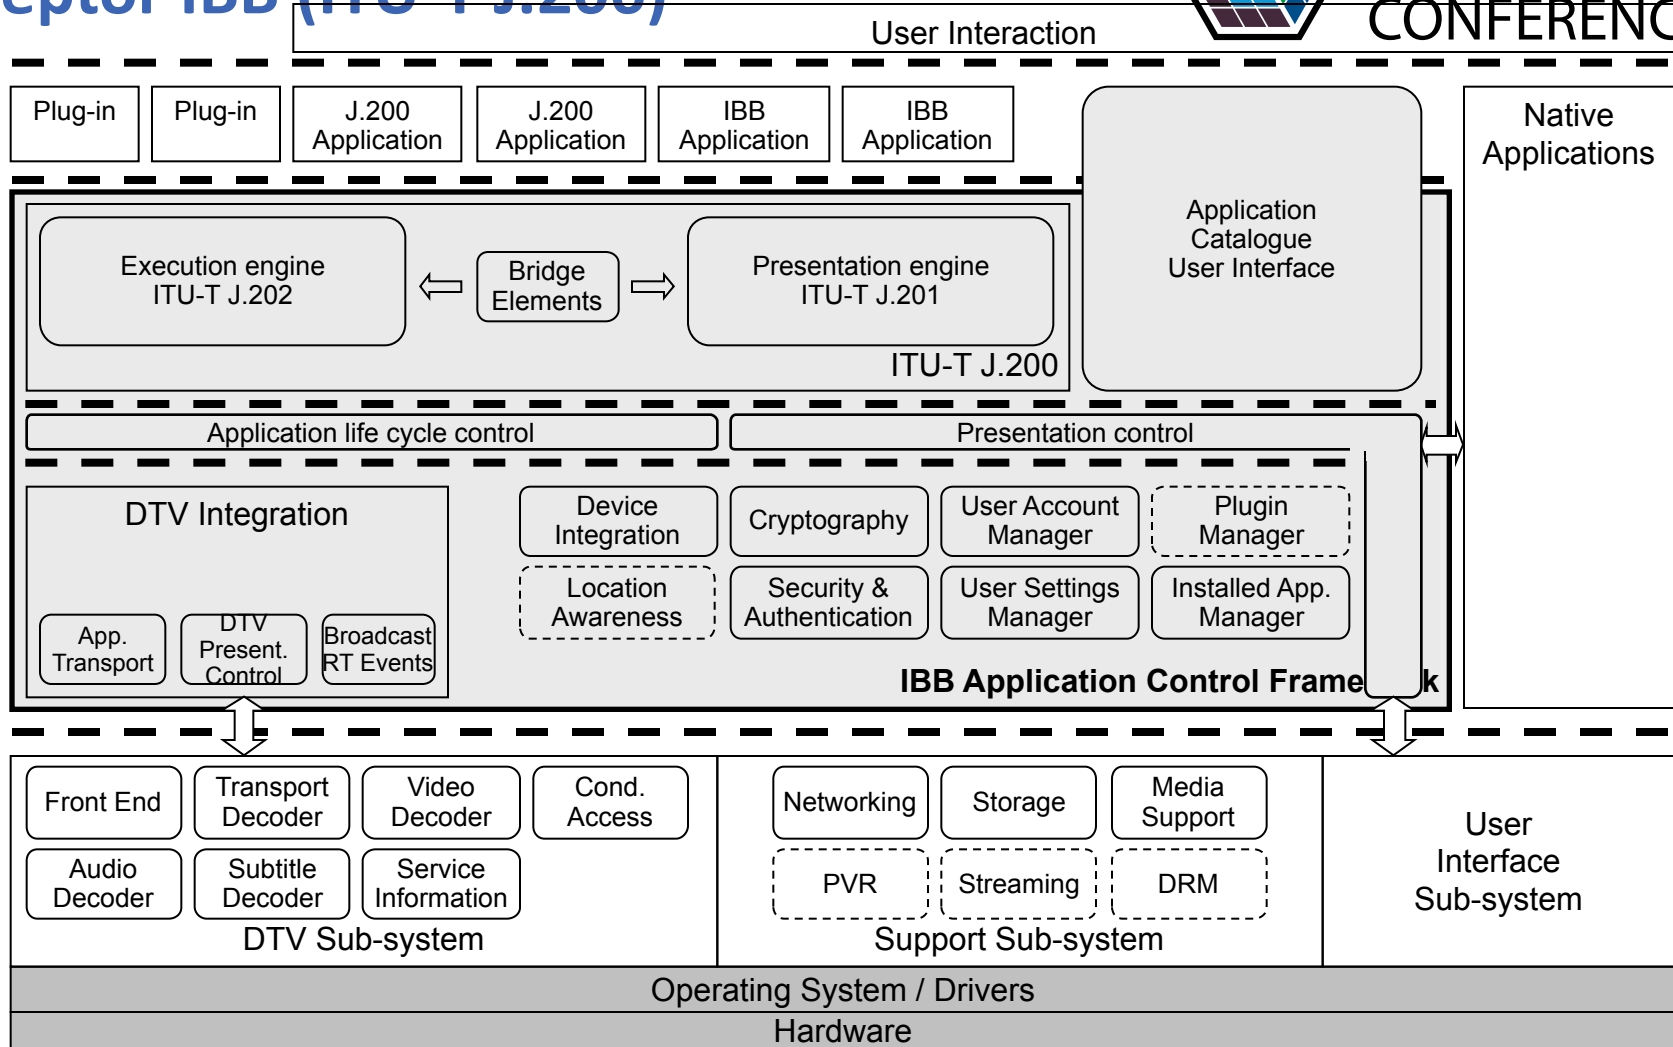 ceptor IBB (ITU-T J.206)
CONFERENC
User Interaction
Plug-in
Plug-in
J.200
Application
J.200
Application
IBB
Application
IBB
Application
Native
Applications
Application
Catalogue
User Interface
Execution engine
ITU-T J.202
Bridge
Elements
Presentation engine
ITU-T J.201
ITU-T J.200
Application life cycle control
Presentation control
DTV Integration
Device
Integration
Cryptography
User Account
Manager
Plugin
Manager
Location
Awareness
Security &
Authentication
User Settings
Manager
Installed App.
Manager
App.
Transport
DTV
Present.
Control
Broadcast
RT Events
IBB Application Control Frame k
Front End
Transport
Decoder
Video
Decoder
Cond.
Access
Audio
Decoder
Subtitle
Decoder
Service
Information
DTV Sub-system
Networking
Storage
Media
Support
PVR
Streaming
DRM
Support Sub-system
User
Interface
Sub-system
Operating System / Drivers
Hardware